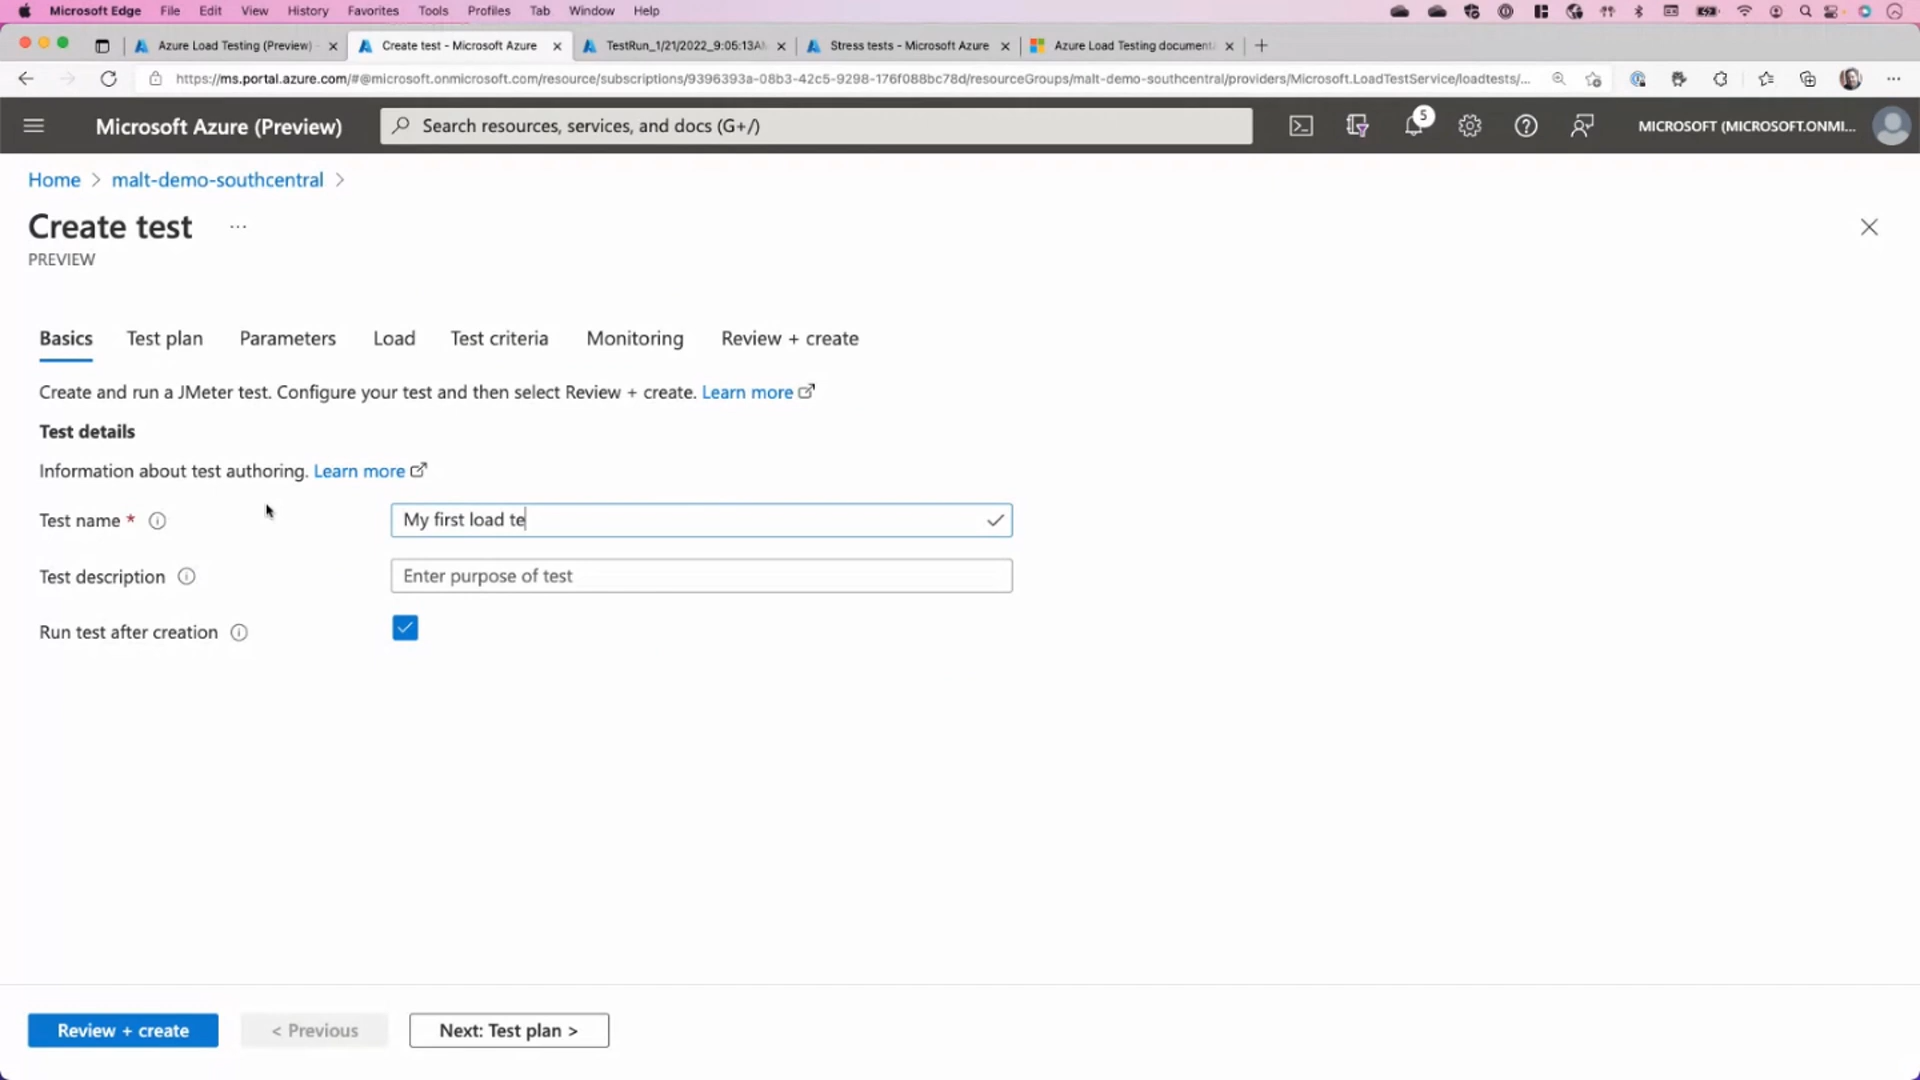 Microsoft Edge File Edit View History Favorites Tools Profiles Tab Window Help
Azure Load Testing (Preview) Create test - Microsoft Azure TestRun_1/21/2022_9:05:13AM Stress tests - Microsoft Azure Azure Load Testing document
https://ms.portal.azure.com/#@microsoft.onmicrosoft.com/resource/subscriptions/9396393a-08b3-42c5-9298-176f088bc78d/resourceGroups/malt-demo-southcentral/providers/Microsoft.LoadTestService/loadtests/...
Microsoft Azure (Preview) Search resources, services, and docs (G+/) 5 MICROSOFT (MICROSOFT.ONMI...
Home > malt-demo-southcentral >
Create test ...
PREVIEW
Basics Test plan Parameters Load Test criteria Monitoring Review + create
Create and run a JMeter test. Configure your test and then select Review + create. Learn more
Test details
Information about test authoring. Learn more
Test name * My first load te
Test description Enter purpose of test
Run test after creation
Review + create < Previous Next: Test plan >